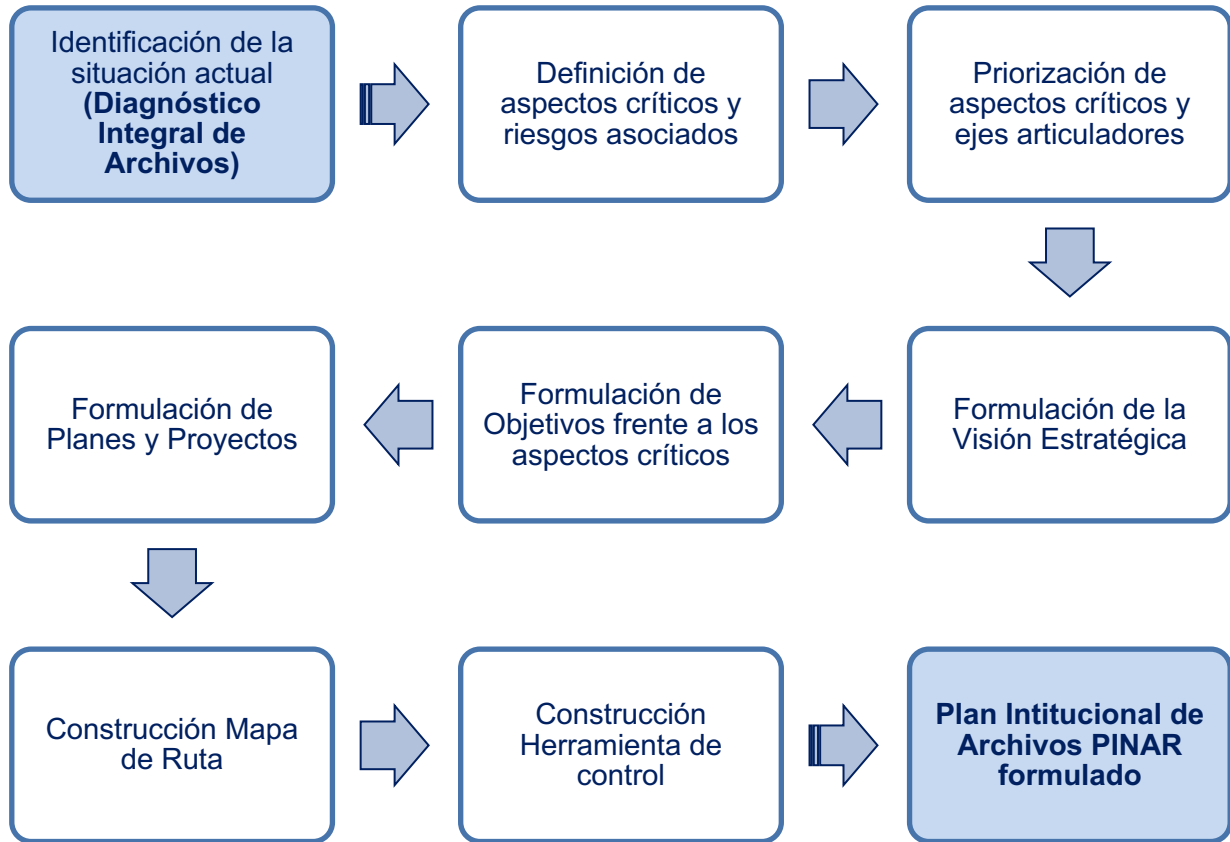 Identificación de la
situación actual
(Diagnóstico
Integral de
Archivos)
Definición de
aspectos críticos y
riesgos asociados
Priorización de
aspectos críticos y
ejes articuladores
Formulación de la
Visión Estratégica
Formulación de
Objetivos frente a los
aspectos críticos
Formulación de
Planes y Proyectos
Construcción Mapa
de Ruta
Construcción
Herramienta de
control
Plan Intitucional de
Archivos PINAR
formulado